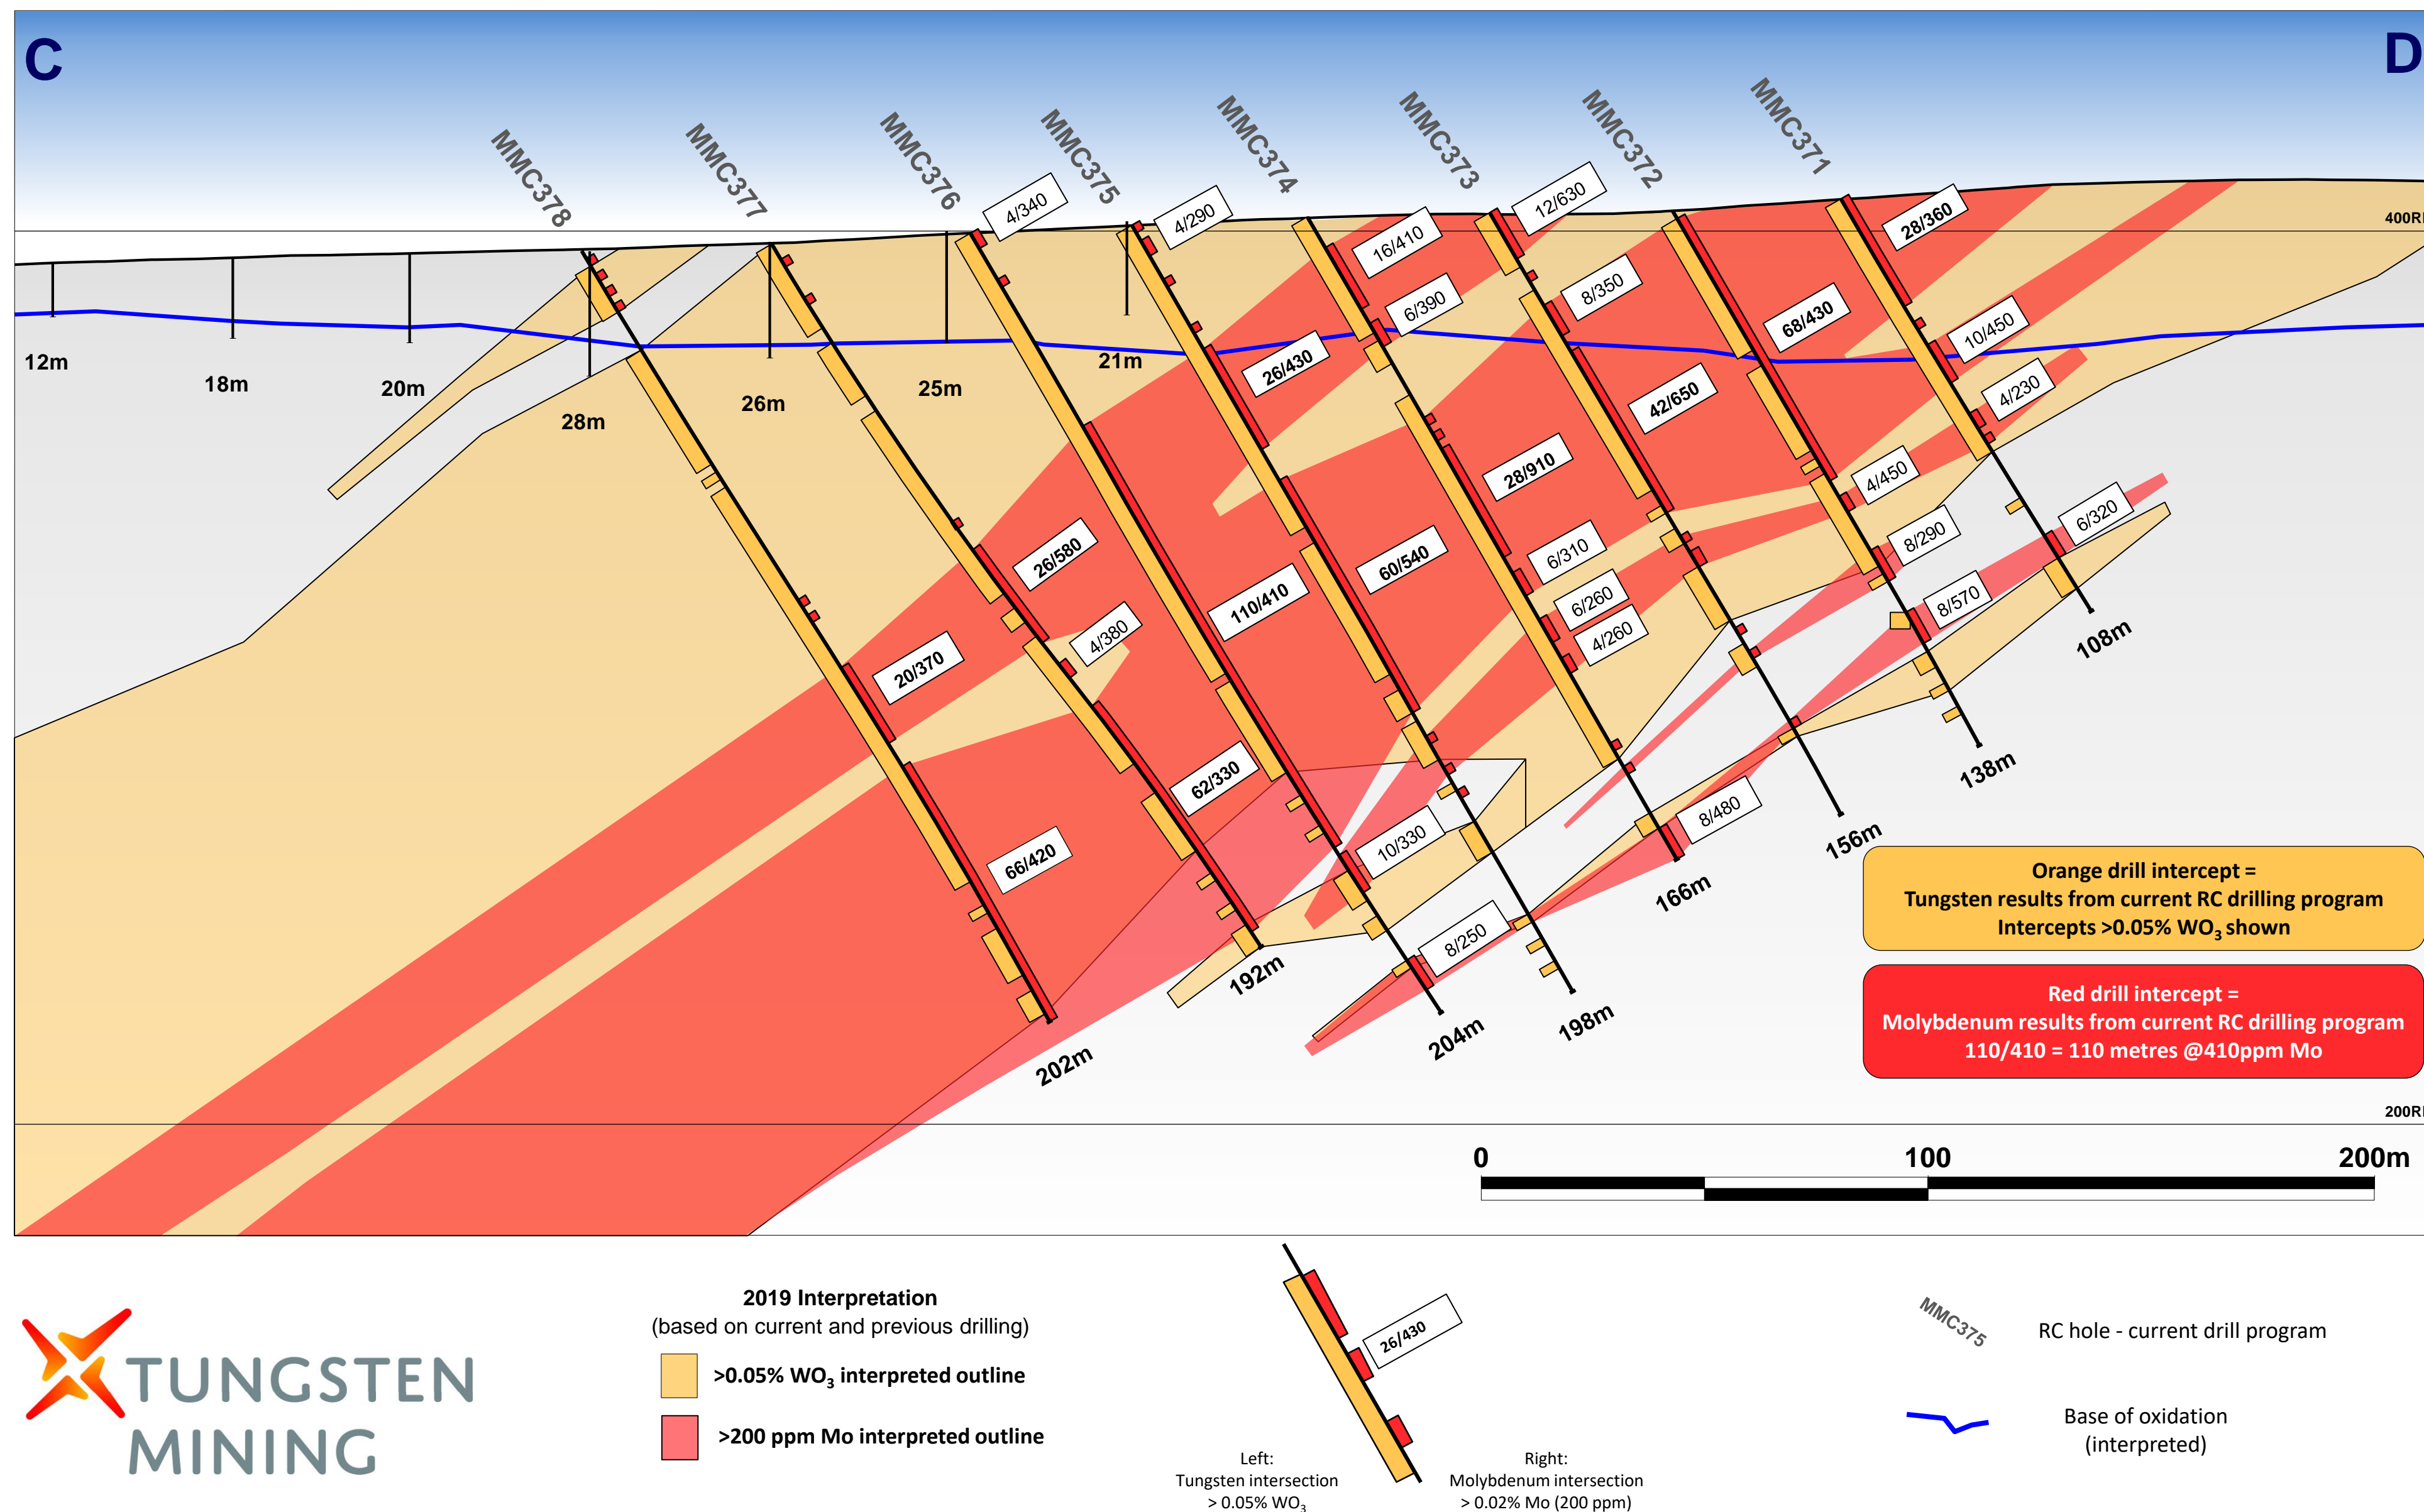 C
D
MMC378
MMC377
MMC376
MMC375
MMC374
MMC373
MMC372
MMC371
4/340
4/290
16/410
12/630
28/360
400R
6/390
8/350
68/430
10/450
26/430
42/650
4/230
12m
18m
20m
28m
26m
25m
21m
28/910
4/450
26/580
60/540
6/310
8/290
6/320
110/410
6/260
8/570
4/380
4/260
108m
20/370
62/330
138m
66/420
10/330
8/480
156m
166m
8/250
192m
204m
198m
202m
Orange drill intercept =
Tungsten results from current RC drilling program
Intercepts >0.05% WO3 shown
Red drill intercept =
Molybdenum results from current RC drilling program
110/410 = 110 metres @410ppm Mo
200R
0 100 200m
2019 Interpretation
(based on current and previous drilling)
>0.05% WO3 interpreted outline
>200 ppm Mo interpreted outline
TUNGSTEN
MINING
26/430
Left:
Tungsten intersection
> 0.05% WO3
Right:
Molybdenum intersection
> 0.02% Mo (200 ppm)
MMC375
RC hole - current drill program
Base of oxidation
(interpreted)